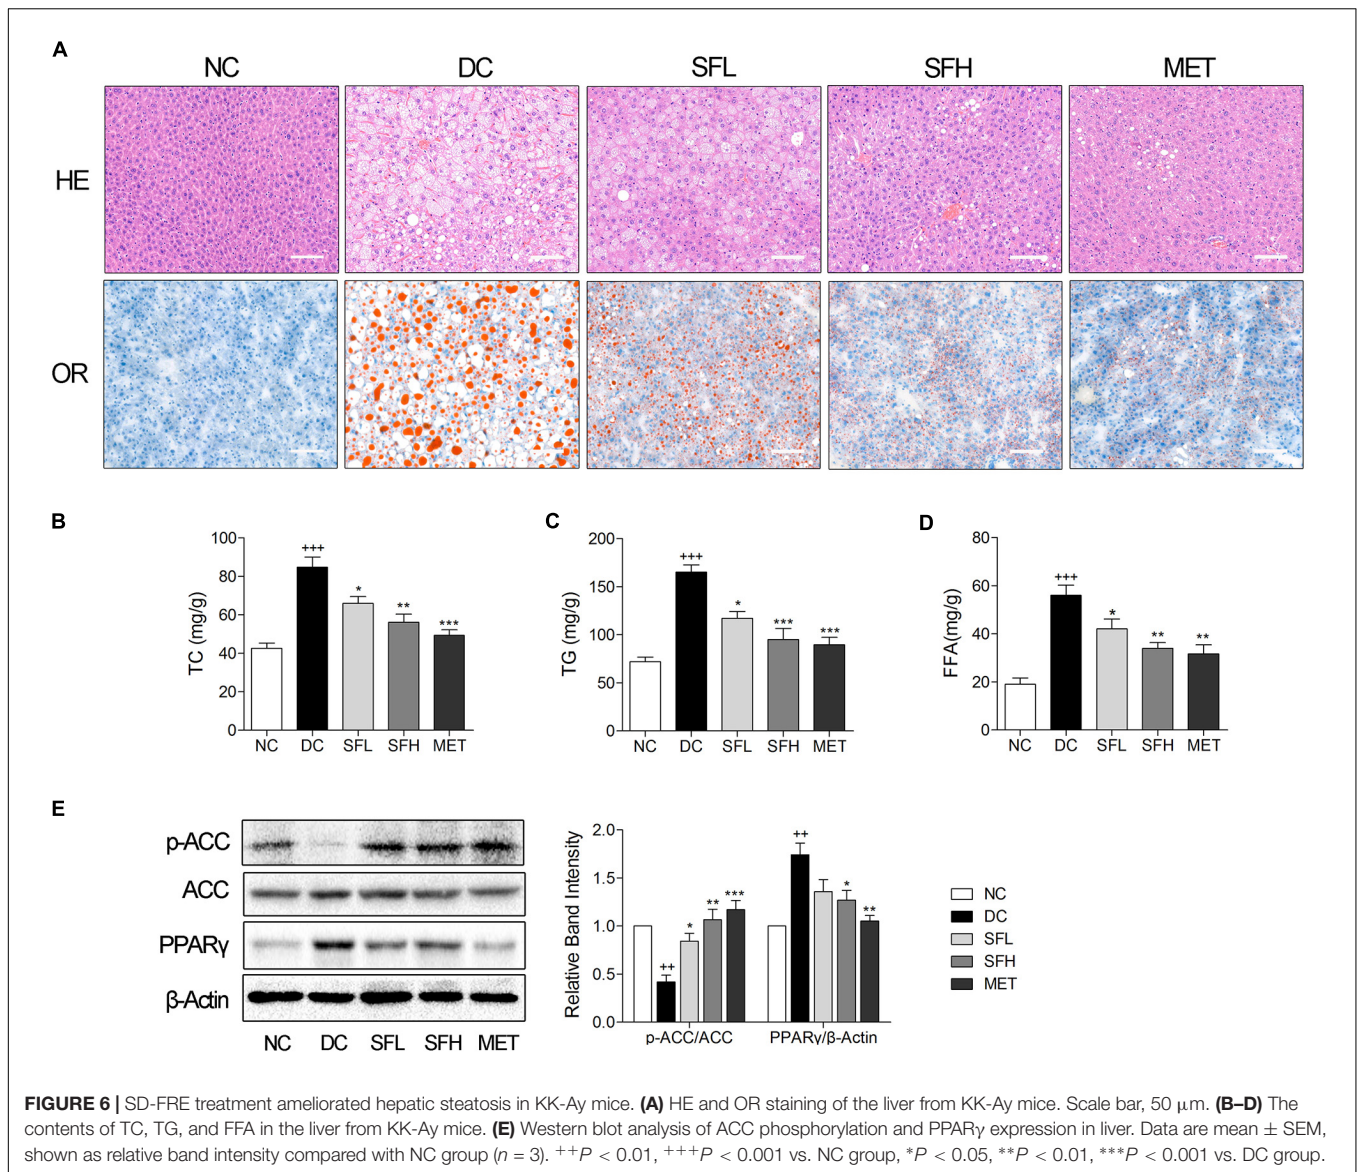 A
NC DC SFL SFH MET
HE
OR
B
TC (mg/g)
100
80
60
40
20
0
+++
*
**
***
NC DC SFL SFH MET
C
TG (mg/g)
200
150
100
50
0
+++
*
***
***
NC DC SFL SFH MET
D
FFA(mg/g)
80
60
40
20
0
+++
*
**
**
NC DC SFL SFH MET
E
p-ACC
ACC
PPARγ
β-Actin
NC DC SFL SFH MET
Relative Band Intensity
2.0
1.5
1.0
0.5
0.0
++
*
**
***
++
*
**
p-ACC/ACC PPARγ/β-Actin
NC
DC
SFL
SFH
MET
FIGURE 6 | SD-FRE treatment ameliorated hepatic steatosis in KK-Ay mice. (A) HE and OR staining of the liver from KK-Ay mice. Scale bar, 50 μm. (B–D) The
contents of TC, TG, and FFA in the liver from KK-Ay mice. (E) Western blot analysis of ACC phosphorylation and PPARγ expression in liver. Data are mean ± SEM,
shown as relative band intensity compared with NC group (n = 3). ++P < 0.01, +++P < 0.001 vs. NC group, *P < 0.05, **P < 0.01, ***P < 0.001 vs. DC group.